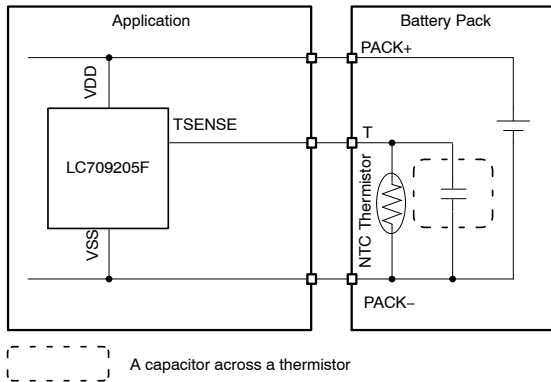 Application
Battery Pack
PACK+
VDD
TSENSE
T
LC709205F
NTC Thermistor
VSS
PACK−
A capacitor across a thermistor